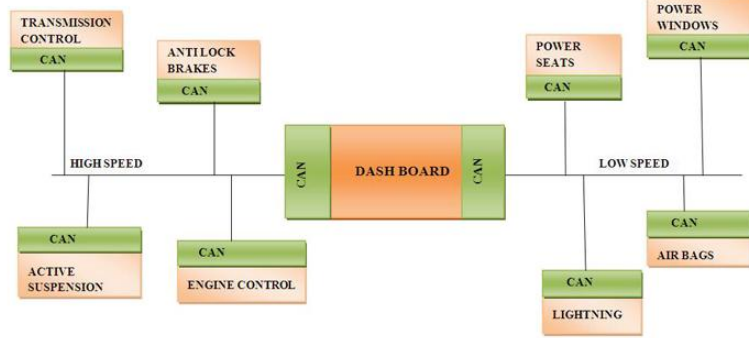 TRANSMISSION
CONTROL
CAN
ANTI LOCK
BRAKES
CAN
POWER
SEATS
CAN
POWER
WINDOWS
CAN
HIGH SPEED
CAN
DASH BOARD
CAN
LOW SPEED
CAN
ACTIVE
SUSPENSION
CAN
ENGINE CONTROL
CAN
LIGHTNING
CAN
AIR BAGS